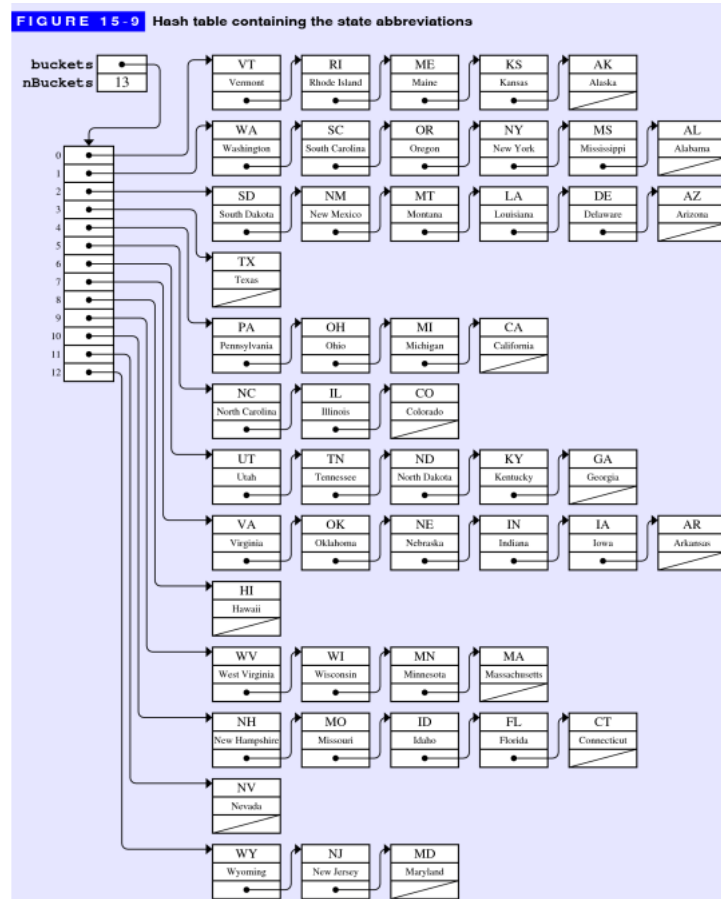 FIGURE 15-9 Hash table containing the state abbreviations
buckets
nBuckets 13
0
1
2
3
4
5
6
7
8
9
10
11
12
VT RI ME KS AK
Vermont Rhode Island Maine Kansas Alaska
WA SC OR NY MS AL
Washington South Carolina Oregon New York Mississippi Alabama
SD NM MT LA DE AZ
South Dakota New Mexico Montana Louisiana Delaware Arizona
TX
Texas
PA OH MI CA
Pennsylvania Ohio Michigan California
NC IL CO
North Carolina Illinois Colorado
UT TN ND KY GA
Utah Tennessee North Dakota Kentucky Georgia
VA OK NE IN IA AR
Virginia Oklahoma Nebraska Indiana Iowa Arkansas
HI
Hawaii
WV WI MN MA
West Virginia Wisconsin Minnesota Massachusetts
NH MO ID FL CT
New Hampshire Missouri Idaho Florida Connecticut
NV
Nevada
WY NJ MD
Wyoming New Jersey Maryland